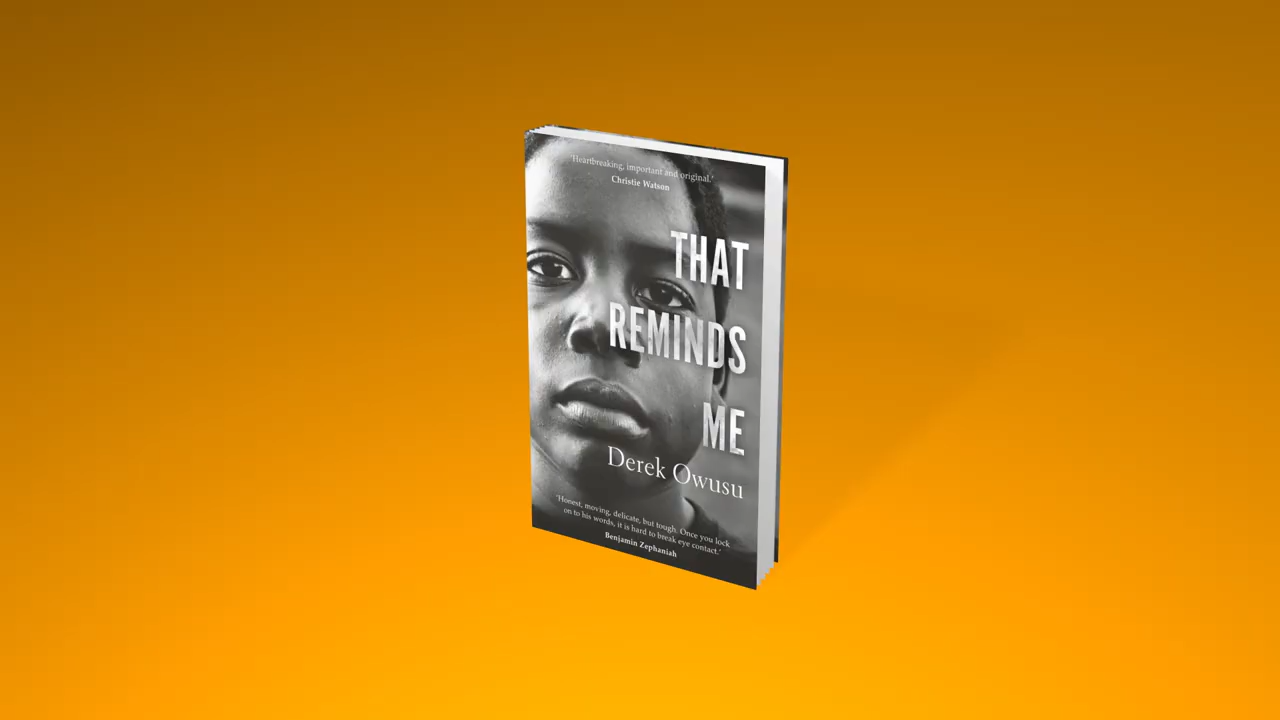 'Heartbreaking, important and original.'
Christie Watson
THAT
REMINDS
ME
Derek Owusu
'Honest, moving, delicate, but tough. Once you lock
on to his words, it is hard to break eye contact.'
Benjamin Zephaniah